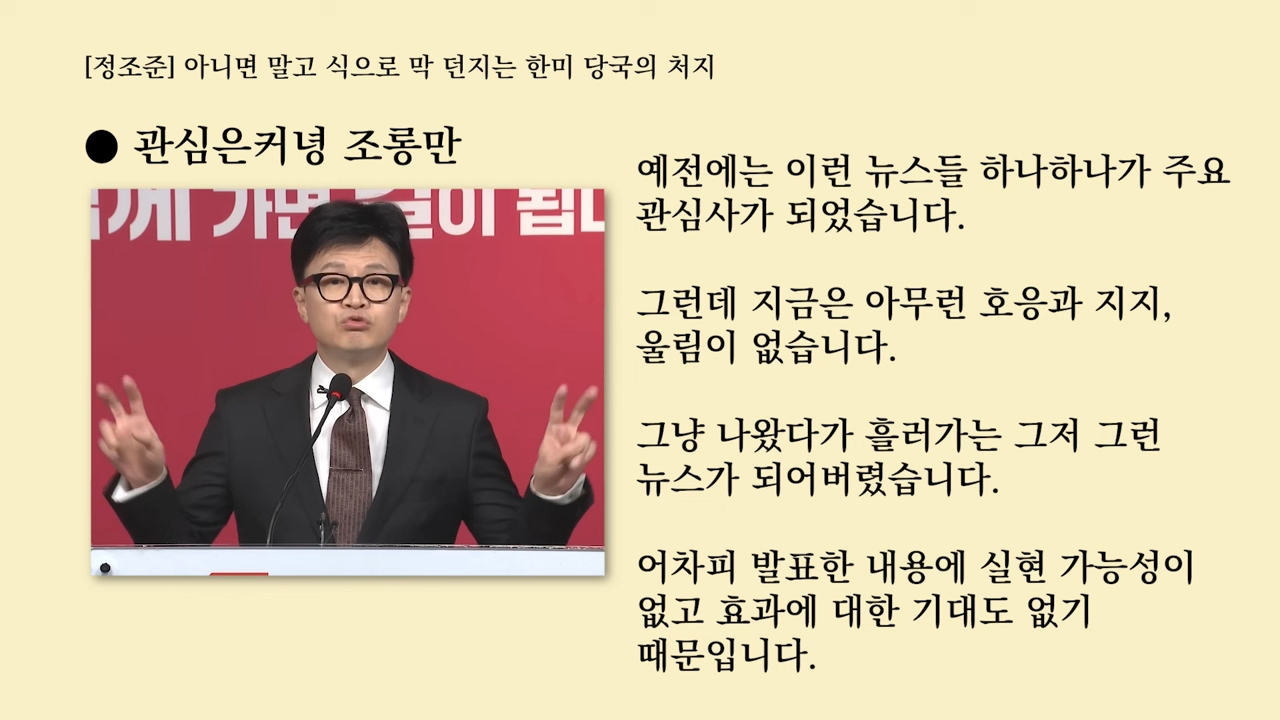 [정조준] 아니면 말고 식으로 막 던지는 한미 당국의 처지
● 관심은커녕 조롱만
가면 길이 됩니
예전에는 이런 뉴스들 하나하나가 주요
관심사가 되었습니다.
그런데 지금은 아무런 호응과 지지,
울림이 없습니다.
그냥 나왔다가 흘러가는 그저 그런
뉴스가 되어버렸습니다.
어차피 발표한 내용에 실현 가능성이
없고 효과에 대한 기대도 없기
때문입니다.